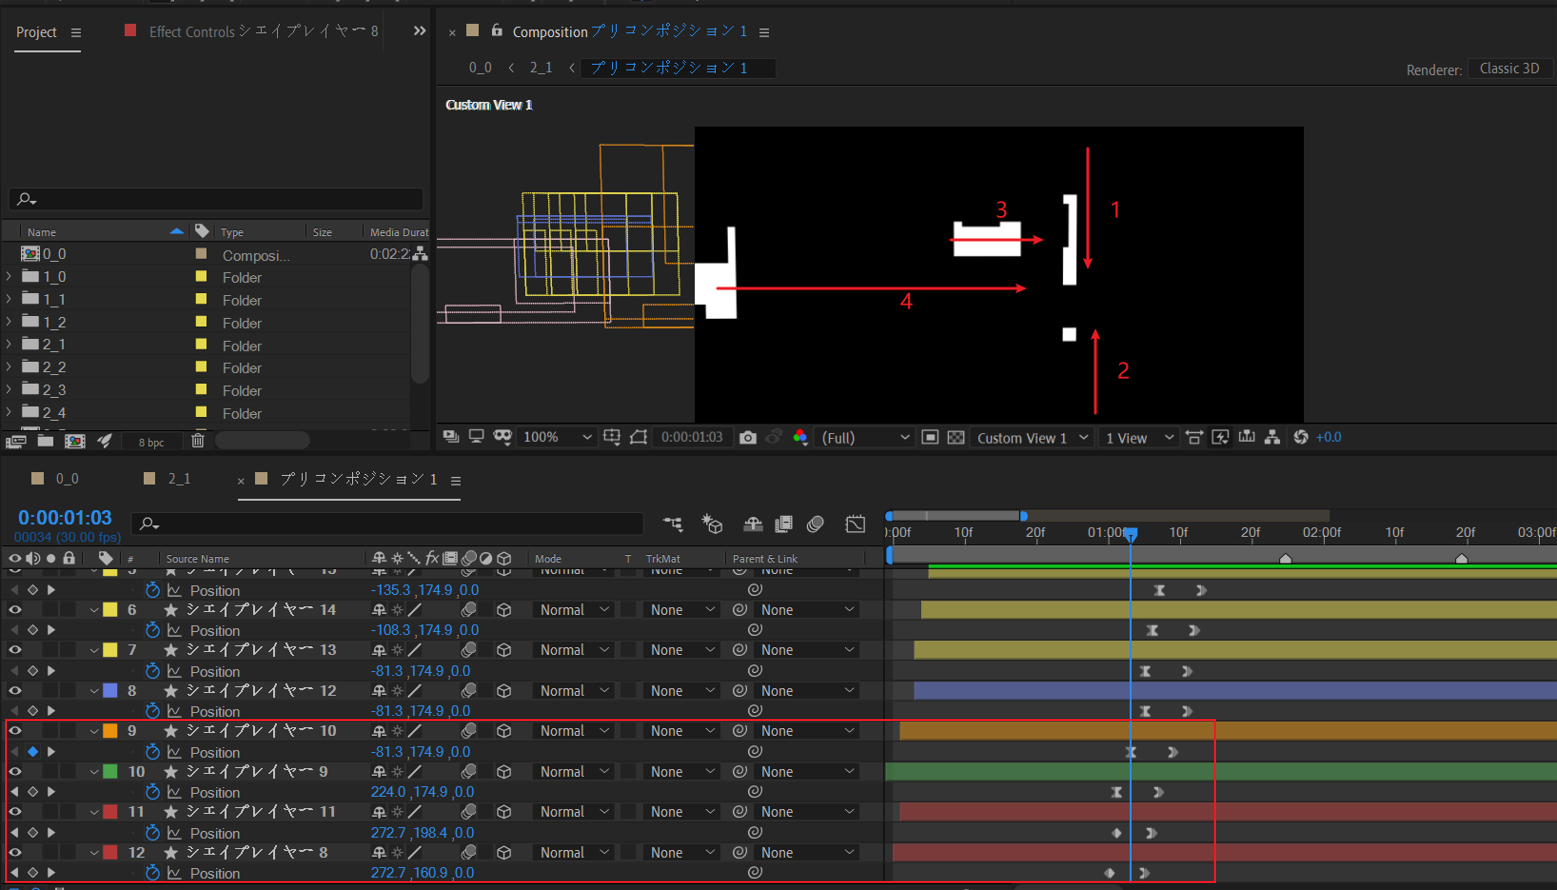 Project
Effect Controls シェイプレイヤー 8
Composition プリコンポジション 1
0_0 < 2_1 < プリコンポジション 1
Renderer: Classic 3D
Custom View 1
1
3
4
2
Name Type Size Media Durat
0_0 Composi... 0:02:2
1_0 Folder
1_1 Folder
1_2 Folder
2_1 Folder
2_2 Folder
2_3 Folder
2_4 Folder
8 bpc
100% 0:00:01:03 (Full) Custom View 1 1 View +0.0
0_0 2_1 プリコンポジション 1
0:00:01:03
00034 (30.00 fps)
):00f 10f 20f 01:00f 10f 20f 02:00f 10f 20f 03:00f
# Source Name fx Mode T TrkMat Parent & Link
5 シェイプレイヤー 15 Normal None None
Position -135.3 ,174.9 ,0.0
6 シェイプレイヤー 14 Normal None None
Position -108.3 ,174.9 ,0.0
7 シェイプレイヤー 13 Normal None None
Position -81.3 ,174.9 ,0.0
8 シェイプレイヤー 12 Normal None None
Position -81.3 ,174.9 ,0.0
9 シェイプレイヤー 10 Normal None None
Position -81.3 ,174.9 ,0.0
10 シェイプレイヤー 9 Normal None None
Position 224.0 ,174.9 ,0.0
11 シェイプレイヤー 11 Normal None None
Position 272.7 ,198.4 ,0.0
12 シェイプレイヤー 8 Normal None None
Position 272.7 ,160.9 ,0.0